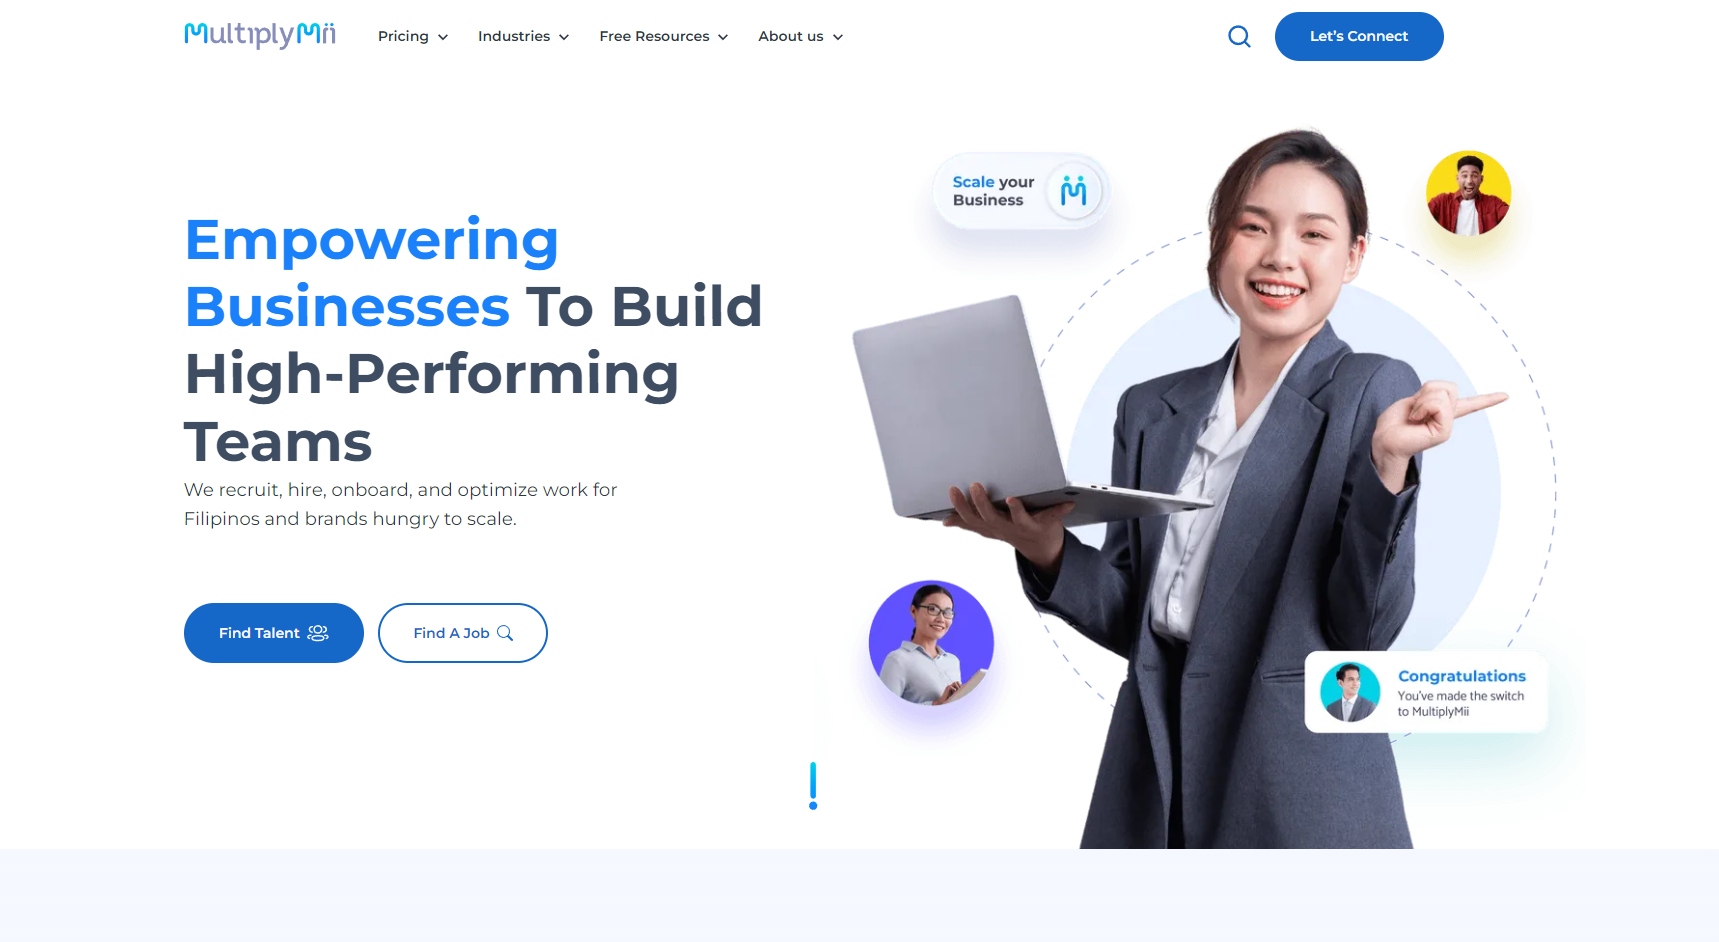 MultiplyMii
Pricing
Industries
Free Resources
About us
Let's Connect
Scale your
Business
Empowering
Businesses To Build
High-Performing
Teams
We recruit, hire, onboard, and optimize work for
Filipinos and brands hungry to scale.
Find Talent
Find A Job
Congratulations
You've made the switch
to MultiplyMii